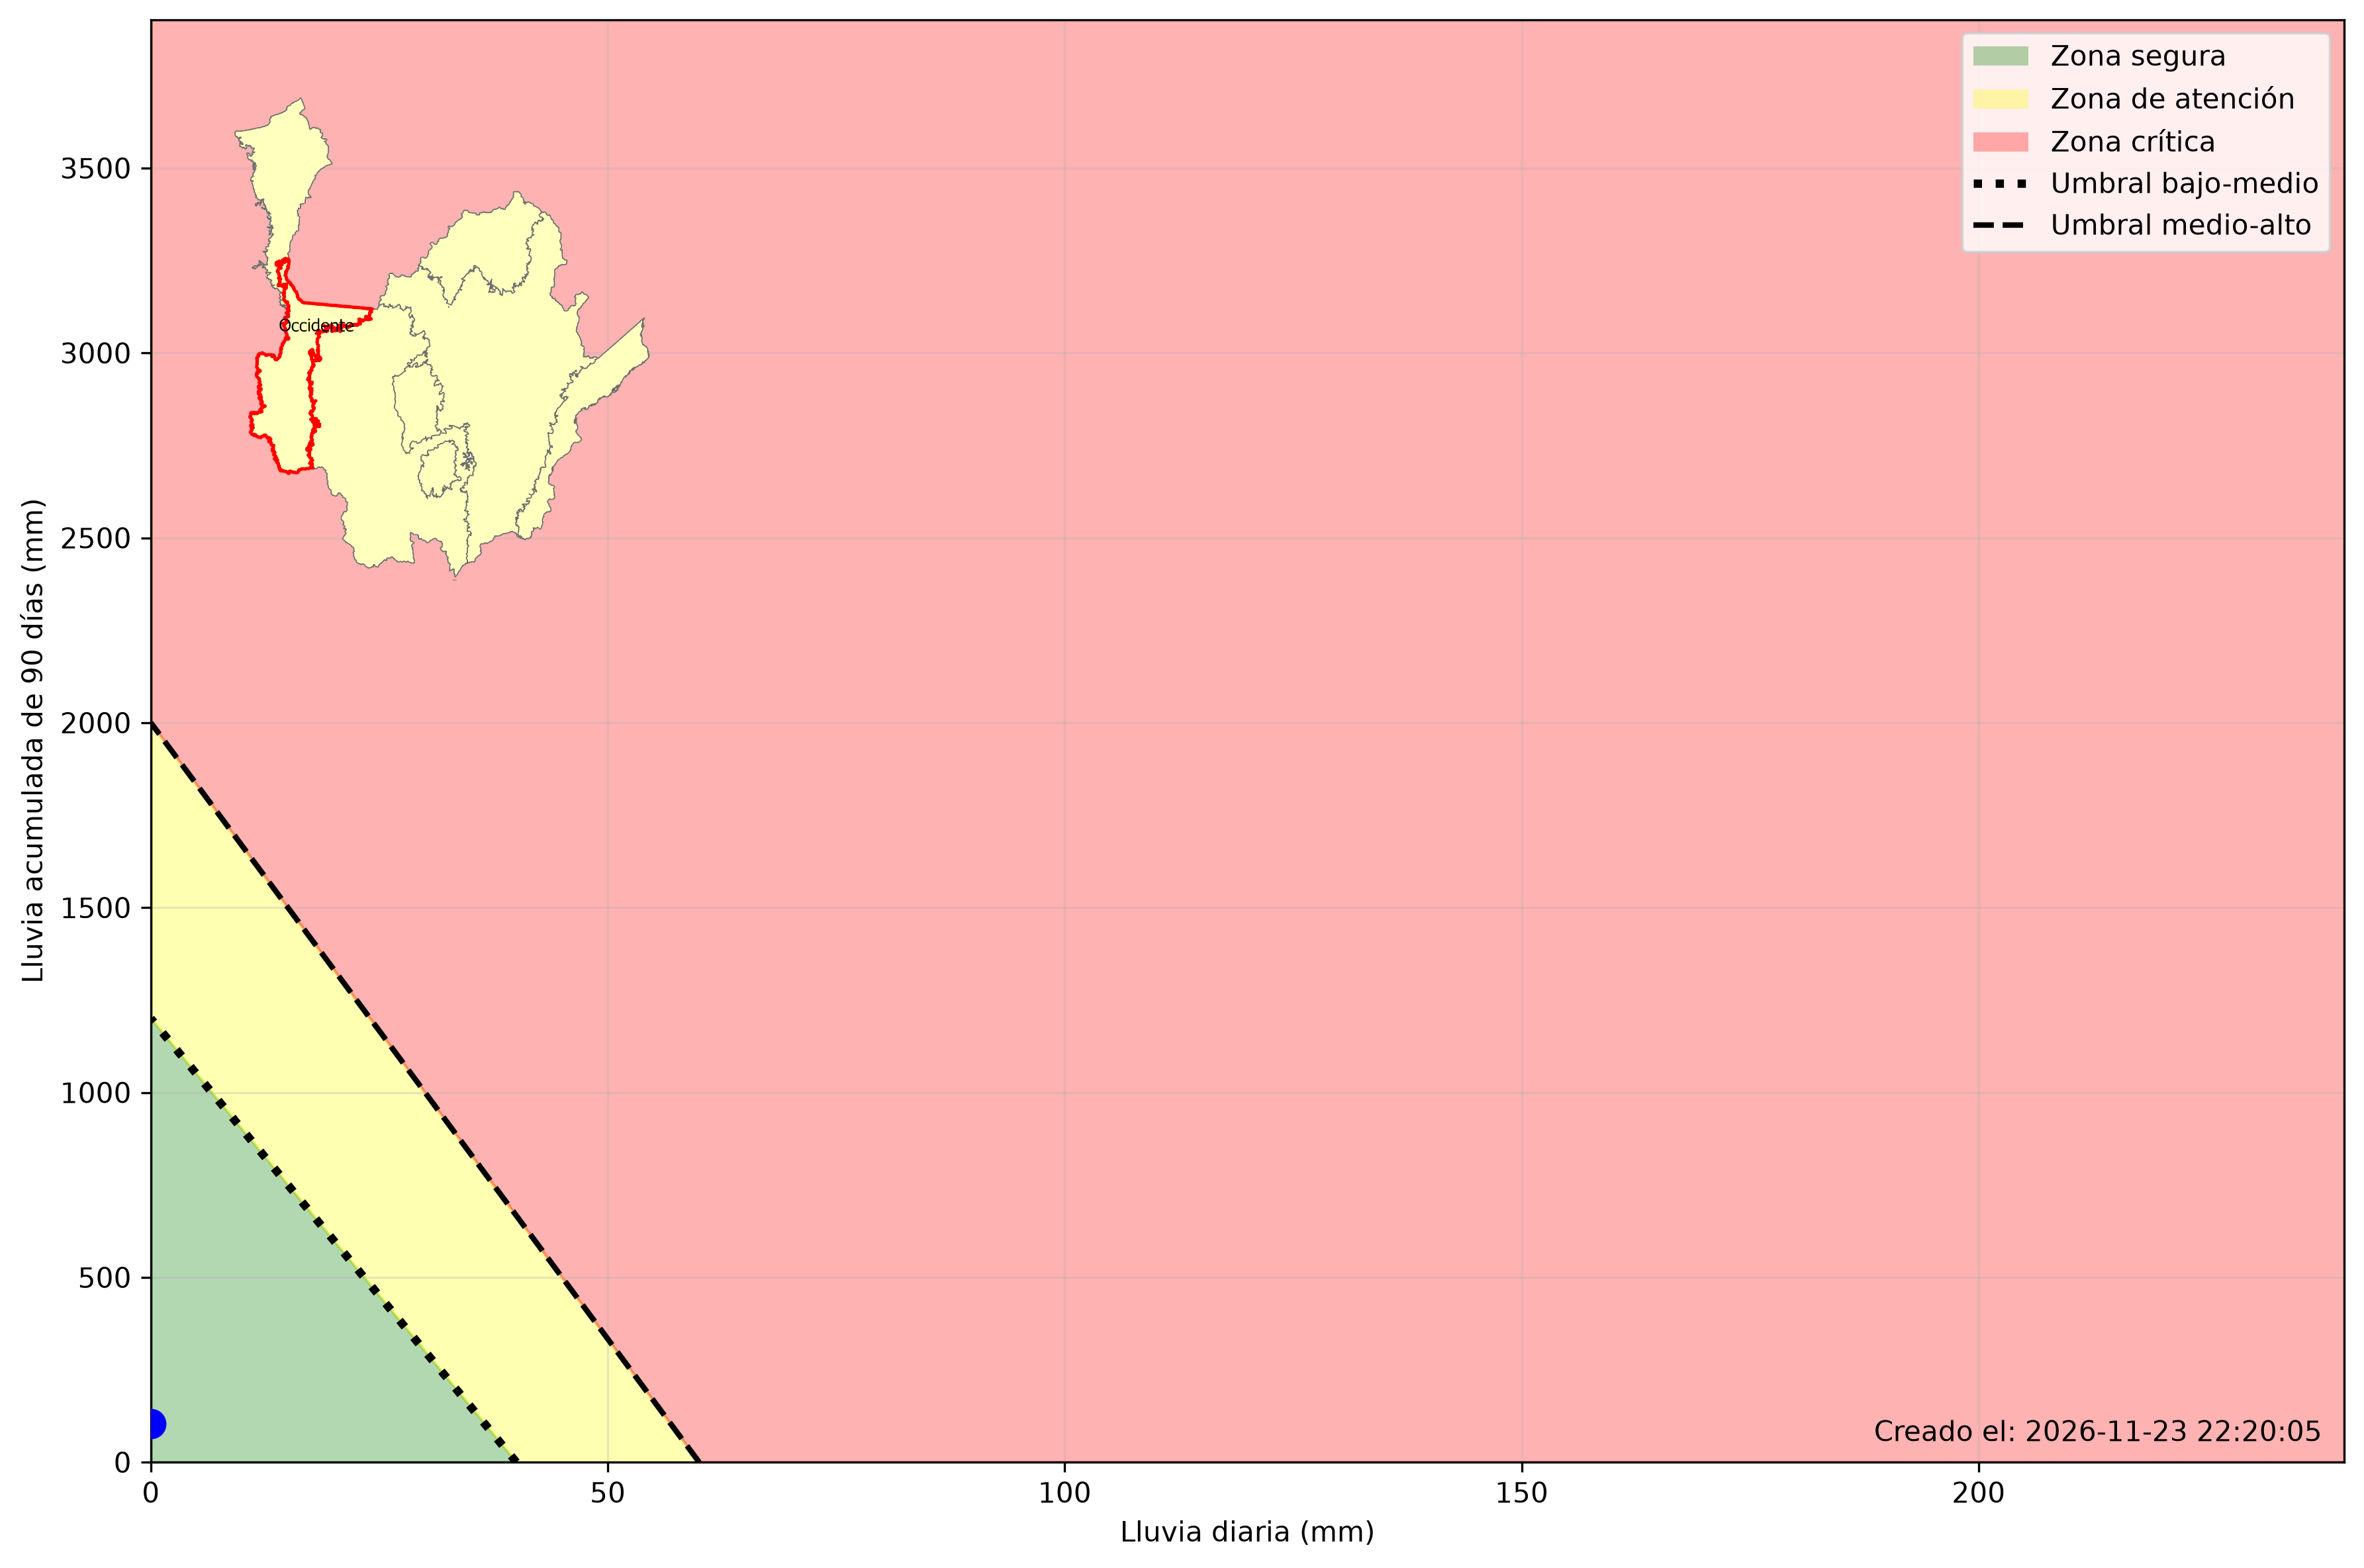 Zona segura
Zona de atención
Zona crítica
Umbral bajo-medio
Umbral medio-alto
Occidente
3500
3000
2500
2000
1500
1000
500
0
Lluvia acumulada de 90 días (mm)
Creado el: 2026-11-23 22:20:05
0 50 100 150 200
Lluvia diaria (mm)